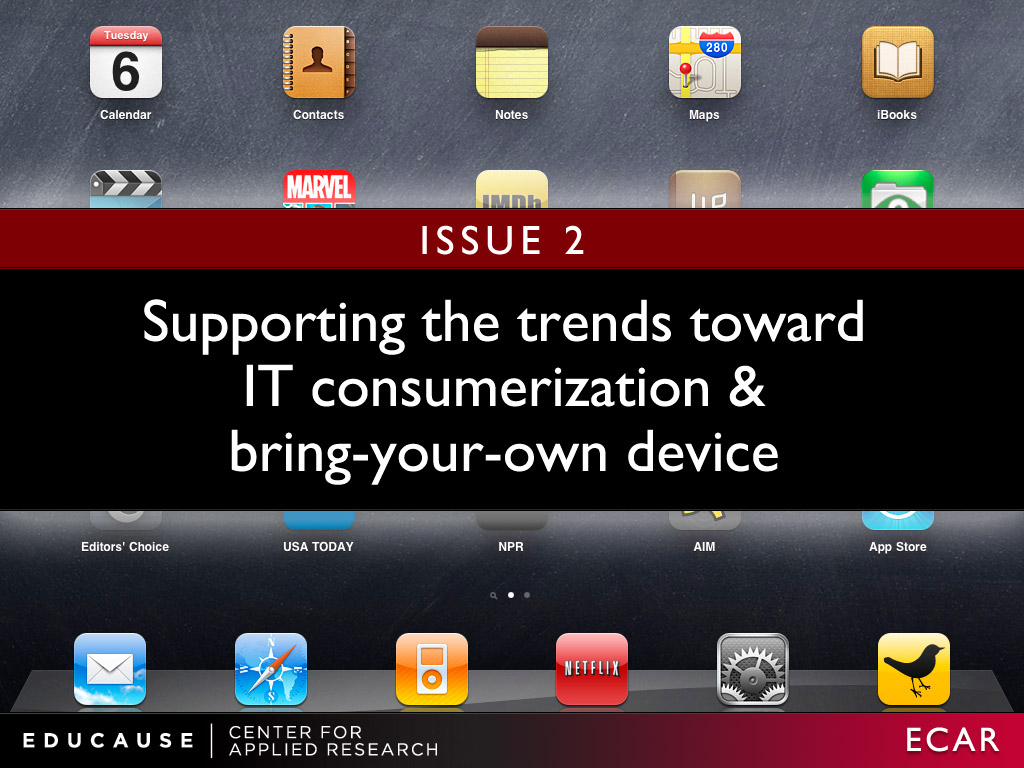 Tuesday
6
280
Calendar
Contacts
Notes
Maps
iBooks
MARVEL
IMDb
ISSUE 2
Supporting the trends toward
IT consumerization &
bring-your-own device
Editors' Choice
USA TODAY
NPR
AIM
App Store
N
S
NETFLIX
EDUCAUSE
CENTER FOR
APPLIED RESEARCH
ECAR